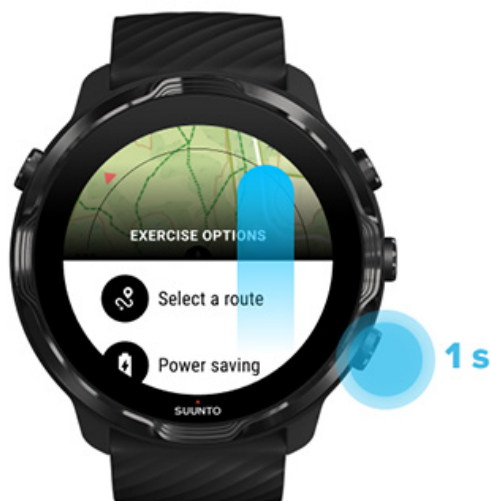 EXERCISE OPTIONS
Select a route
1 s
Power saving
SUUNTO